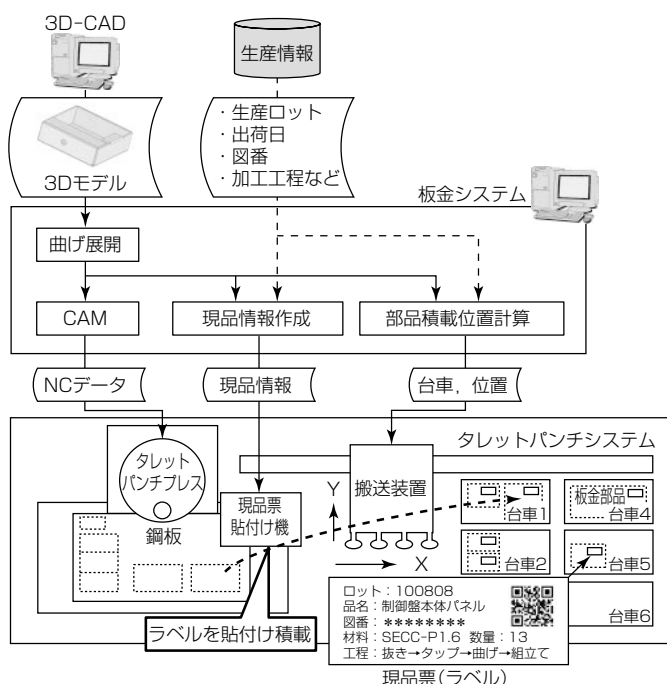 3D-CAD
生産情報
3Dモデル
・生産ロット
・出荷日
・図番
・加工工程など
板金システム
曲げ展開
CAM
現品情報作成
部品積載位置計算
NCデータ
現品情報
台車，位置
タレットパンチシステム
タレット
パンチプレス
鋼板
現品票
貼付け機
搬送装置
Y
X
台車1
板金部品
台車4
台車2
台車5
台車6
ラベルを貼付け積載
ロット：100808
品名：制御盤本体パネル
図番：********
材料：SECC-P1.6 数量：13
工程：抜き→タップ→曲げ→組立て
現品票(ラベル)